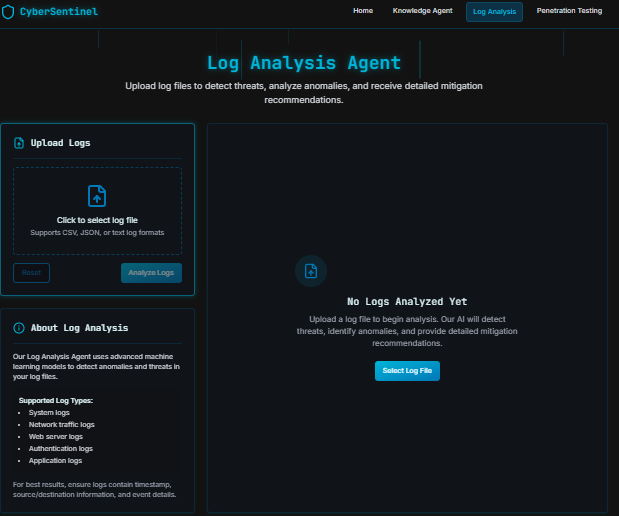 CyberSentinel
Home
Knowledge Agent
Log Analysis
Penetration Testing
Log Analysis Agent
Upload log files to detect threats, analyze anomalies, and receive detailed mitigation
recommendations.
Upload Logs
Click to select log file
Supports CSV, JSON, or text log formats
Reset
Analyze Logs
About Log Analysis
Our Log Analysis Agent uses advanced machine
learning models to detect anomalies and threats in
your log files.
Supported Log Types:
• System logs
• Network traffic logs
• Web server logs
• Authentication logs
• Application logs
For best results, ensure logs contain timestamp,
source/destination information, and event details.
No Logs Analyzed Yet
Upload a log file to begin analysis. Our AI will detect
threats, identify anomalies, and provide detailed mitigation
recommendations.
Select Log File